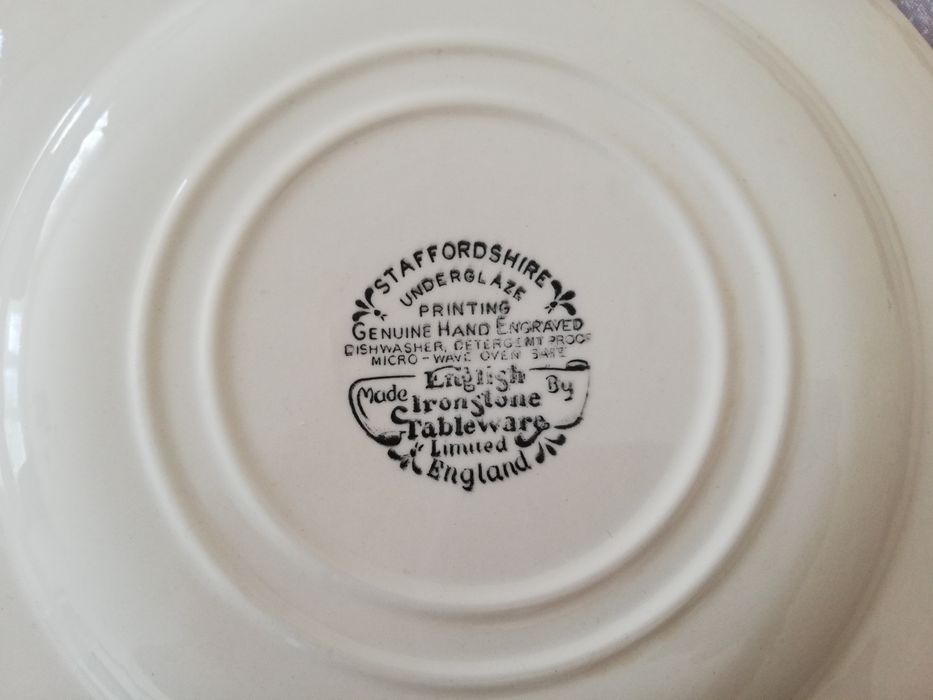 STAFFORDSHIRE
UNDERGLAZE
PRINTING
GENUINE HAND ENGRAVED
DISHWASHER, DETERGENT PROOF
MICRO-WAVE OVEN SAFE
English
Made Ironstone By
Tableware
Limited
England